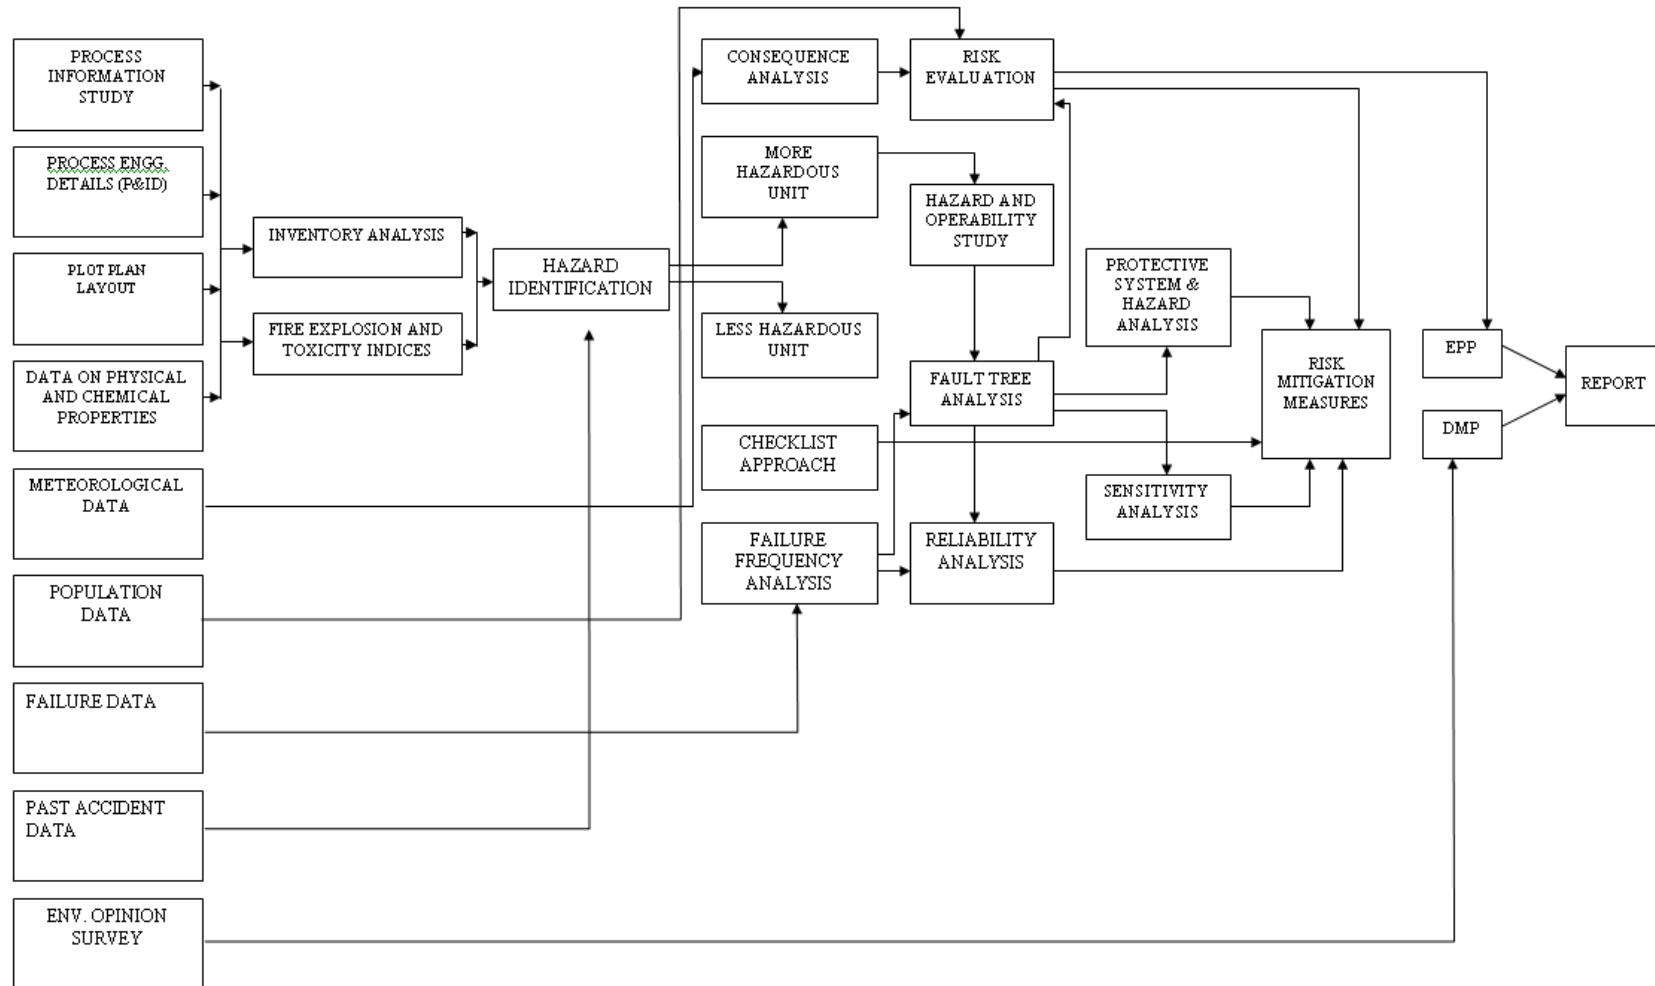 PROCESS
INFORMATION
STUDY
PROCESS ENGG.
DETAILS (P&ID)
PLOT PLAN
LAYOUT
DATA ON PHYSICAL
AND CHEMICAL
PROPERTIES
METEOROLOGICAL
DATA
POPULATION
DATA
FAILURE DATA
PAST ACCIDENT
DATA
ENV. OPINION
SURVEY
INVENTORY ANALYSIS
FIRE EXPLOSION AND
TOXICITY INDICES
HAZARD
IDENTIFICATION
CONSEQUENCE
ANALYSIS
MORE
HAZARDOUS
UNIT
LESS HAZARDOUS
UNIT
CHECKLIST
APPROACH
FAILURE
FREQUENCY
ANALYSIS
RISK
EVALUATION
HAZARD AND
OPERABILITY
STUDY
FAULT TREE
ANALYSIS
RELIABILITY
ANALYSIS
PROTECTIVE
SYSTEM &
HAZARD
ANALYSIS
SENSITIVITY
ANALYSIS
RISK
MITIGATION
MEASURES
EPP
DMP
REPORT